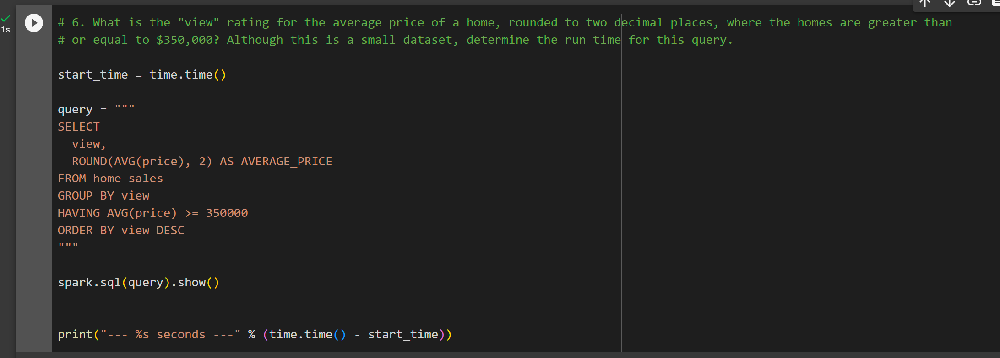 # 6. What is the "view" rating for the average price of a home, rounded to two decimal places, where the homes are greater than
1s
# or equal to $350,000? Although this is a small dataset, determine the run time for this query.
start_time = time.time()
query = """
SELECT
  view,
  ROUND(AVG(price), 2) AS AVERAGE_PRICE
FROM home_sales
GROUP BY view
HAVING AVG(price) >= 350000
ORDER BY view DESC
"""
spark.sql(query).show()
print("--- %s seconds ---" % (time.time() - start_time))